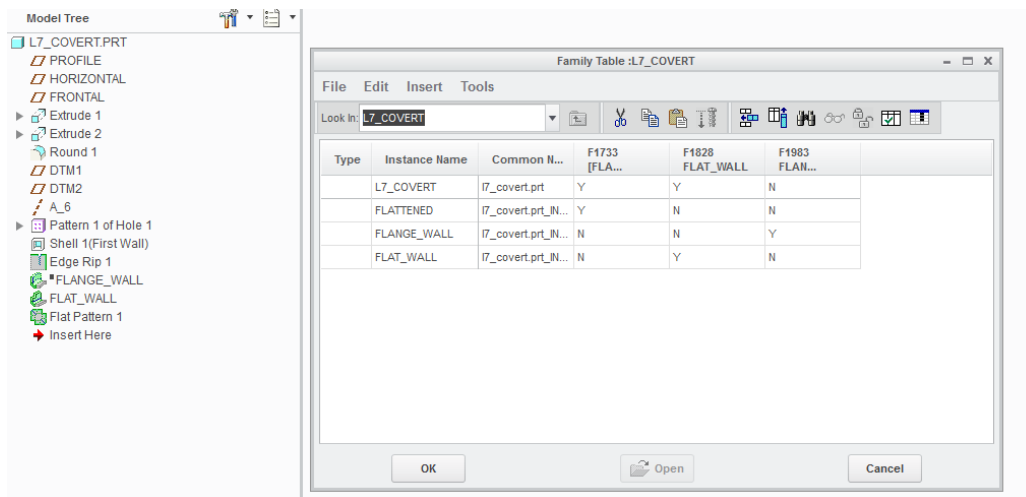 Model Tree
L7_COVERT.PRT
PROFILE
HORIZONTAL
FRONTAL
Extrude 1
Extrude 2
Round 1
DTM1
DTM2
A_6
Pattern 1 of Hole 1
Shell 1(First Wall)
Edge Rip 1
FLANGE_WALL
FLAT_WALL
Flat Pattern 1
Insert Here
Family Table :L7_COVERT
File Edit Insert Tools
Look In: L7_COVERT
Type Instance Name Common N... F1733 [FLA... F1828 FLAT_WALL F1983 FLAN...
L7_COVERT l7_covert.prt Y Y N
FLATTENED l7_covert.prt_IN... Y N N
FLANGE_WALL l7_covert.prt_IN... N N Y
FLAT_WALL l7_covert.prt_IN... N Y N
OK Open Cancel